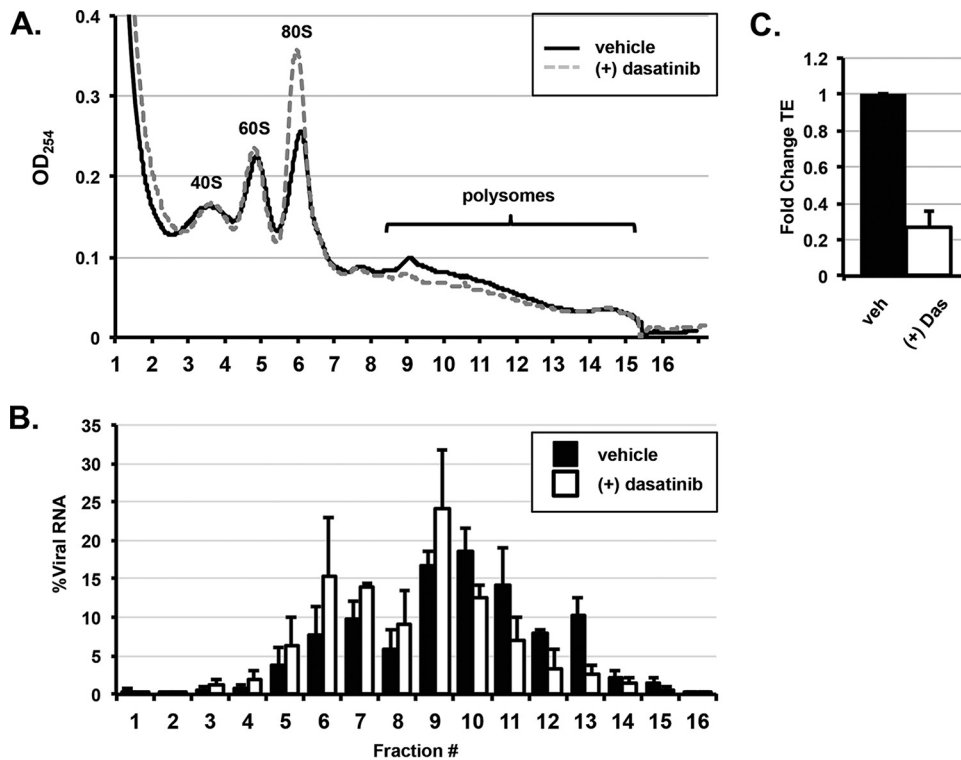 A.
0.4
0.3
0.2
0.1
0
OD254
40S
60S
80S
polysomes
vehicle
(+) dasatinib
1 2 3 4 5 6 7 8 9 10 11 12 13 14 15 16
C.
1.2
1
0.8
0.6
0.4
0.2
0
Fold Change TE
veh
(+) Das
B.
35
30
25
20
15
10
5
0
%Viral RNA
vehicle
(+) dasatinib
1 2 3 4 5 6 7 8 9 10 11 12 13 14 15 16
Fraction #